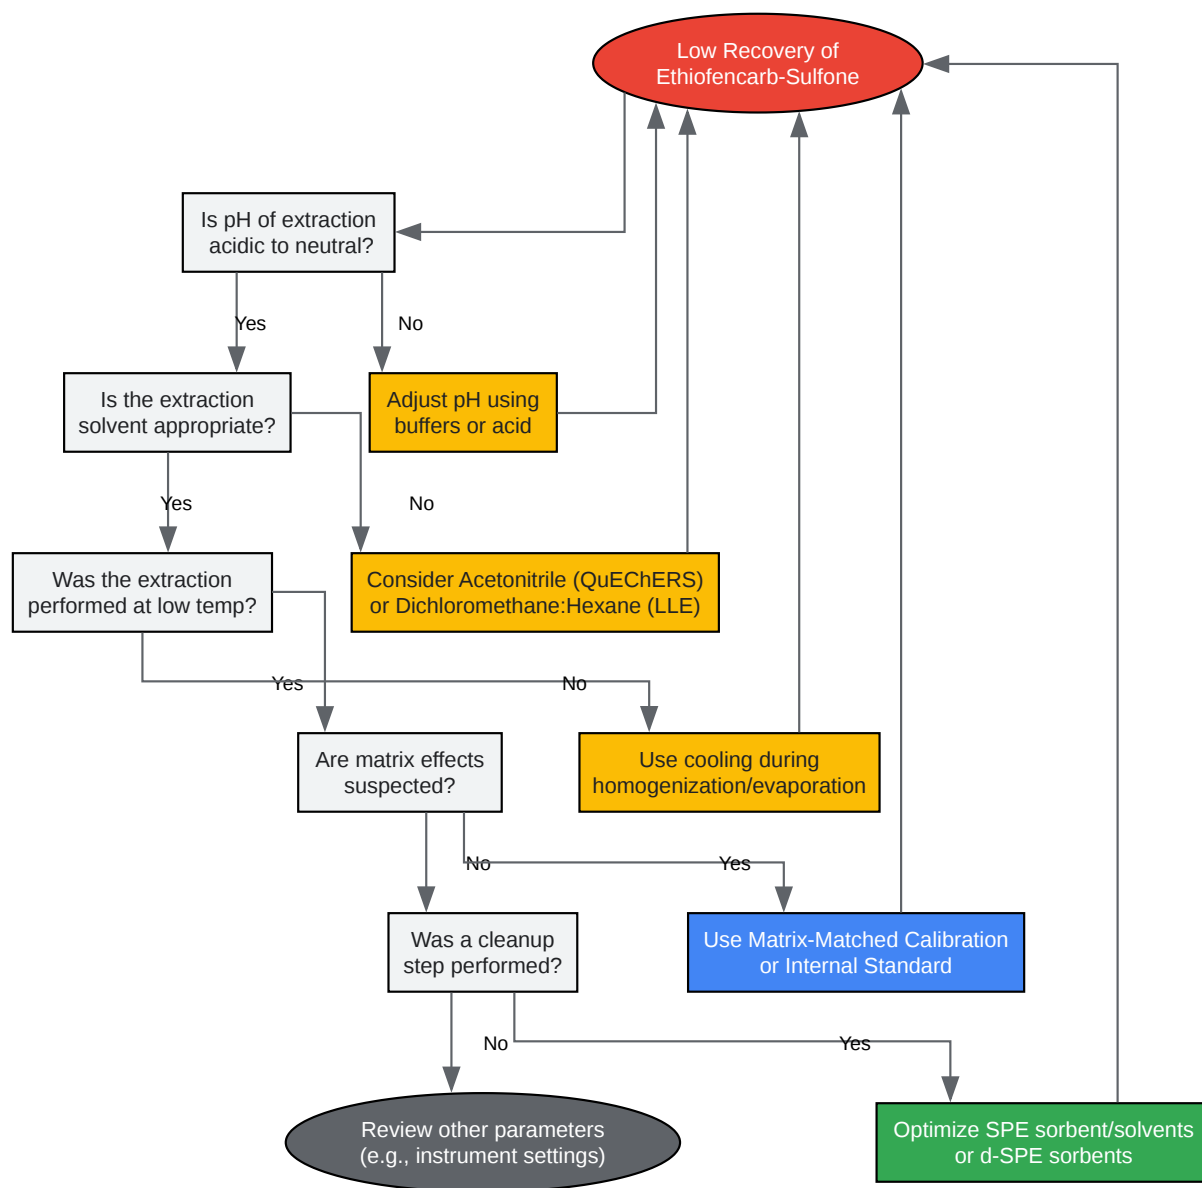 Low Recovery of
Ethiofencarb-Sulfone
Is pH of extraction
acidic to neutral?
Yes
No
Is the extraction
solvent appropriate?
Adjust pH using
buffers or acid
Yes
No
Was the extraction
performed at low temp?
Consider Acetonitrile (QuEChERS)
or Dichloromethane:Hexane (LLE)
Yes
No
Are matrix effects
suspected?
Use cooling during
homogenization/evaporation
No
Yes
Was a cleanup
step performed?
Use Matrix-Matched Calibration
or Internal Standard
No
Yes
Review other parameters
(e.g., instrument settings)
Optimize SPE sorbent/solvents
or d-SPE sorbents